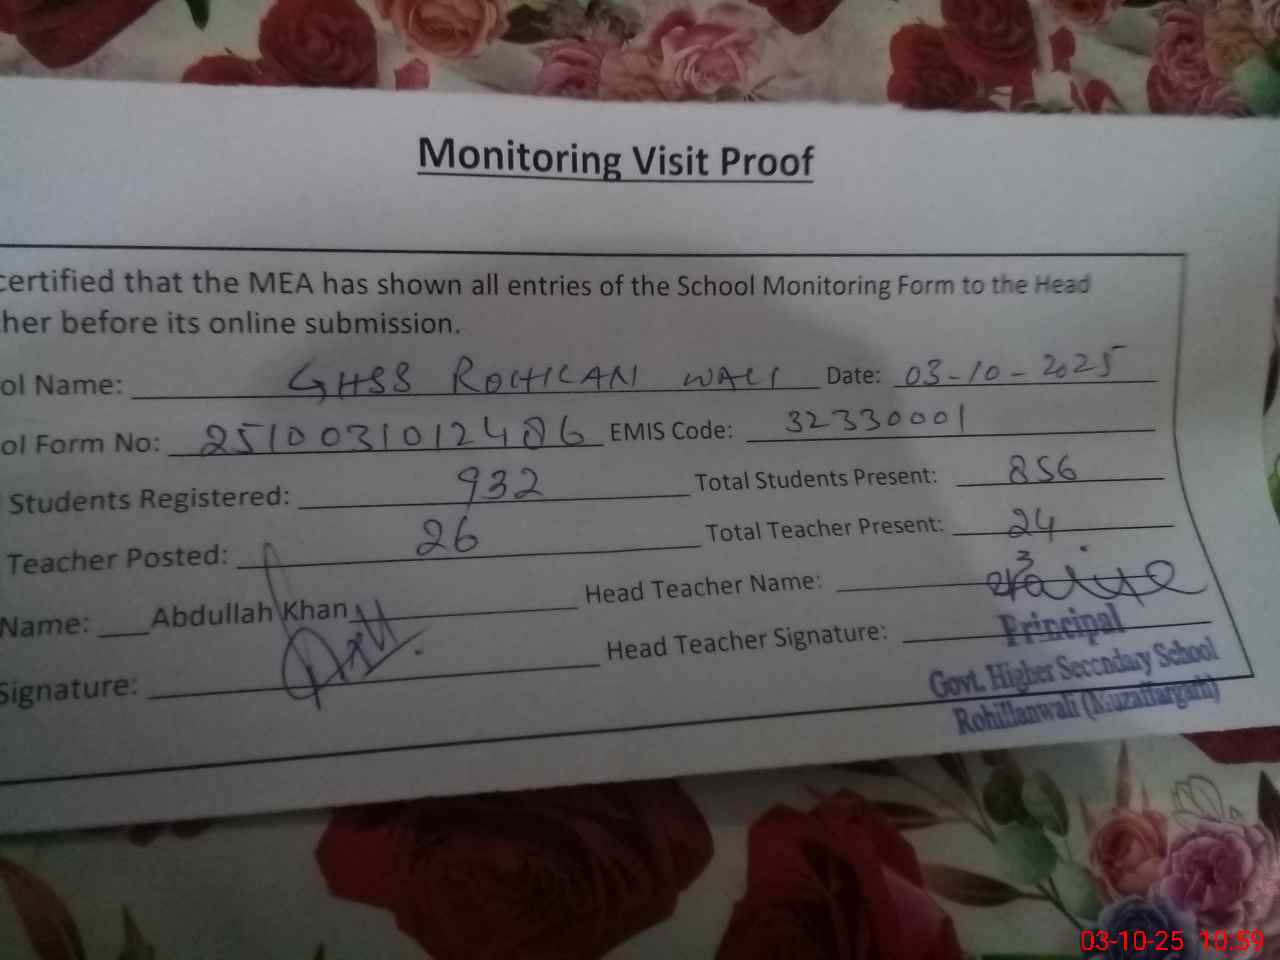 Monitoring Visit Proof
certified that the MEA has shown all entries of the School Monitoring Form to the Head
her before its online submission.
ol Name: GHSS ROHILAN WALI Date: 03-10-2025
ol Form No: 2510031012486 EMIS Code: 32330001
Students Registered: 932 Total Students Present: 856
Teacher Posted: 26 Total Teacher Present: 24
Name: Abdullah Khan Head Teacher Name:
Signature: Head Teacher Signature:
Principal
Govt. Higher Secondary School
Rohillanwali (Muzaffargarh)
03-10-25 10:59